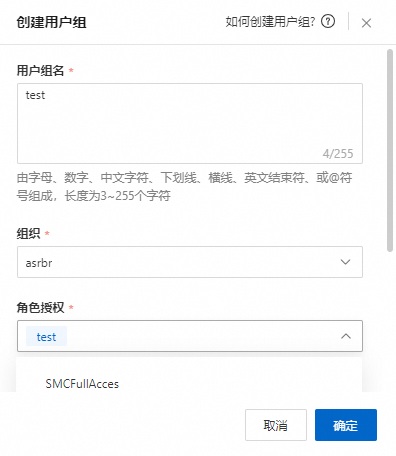 创建用户组
如何创建用户组?
用户组名 *
test
4/255
由字母、数字、中文字符、下划线、横线、英文结束符、或@符
号组成，长度为3~255个字符
组织 *
asrbr
角色授权 *
test
SMCFullAcces
取消
确定